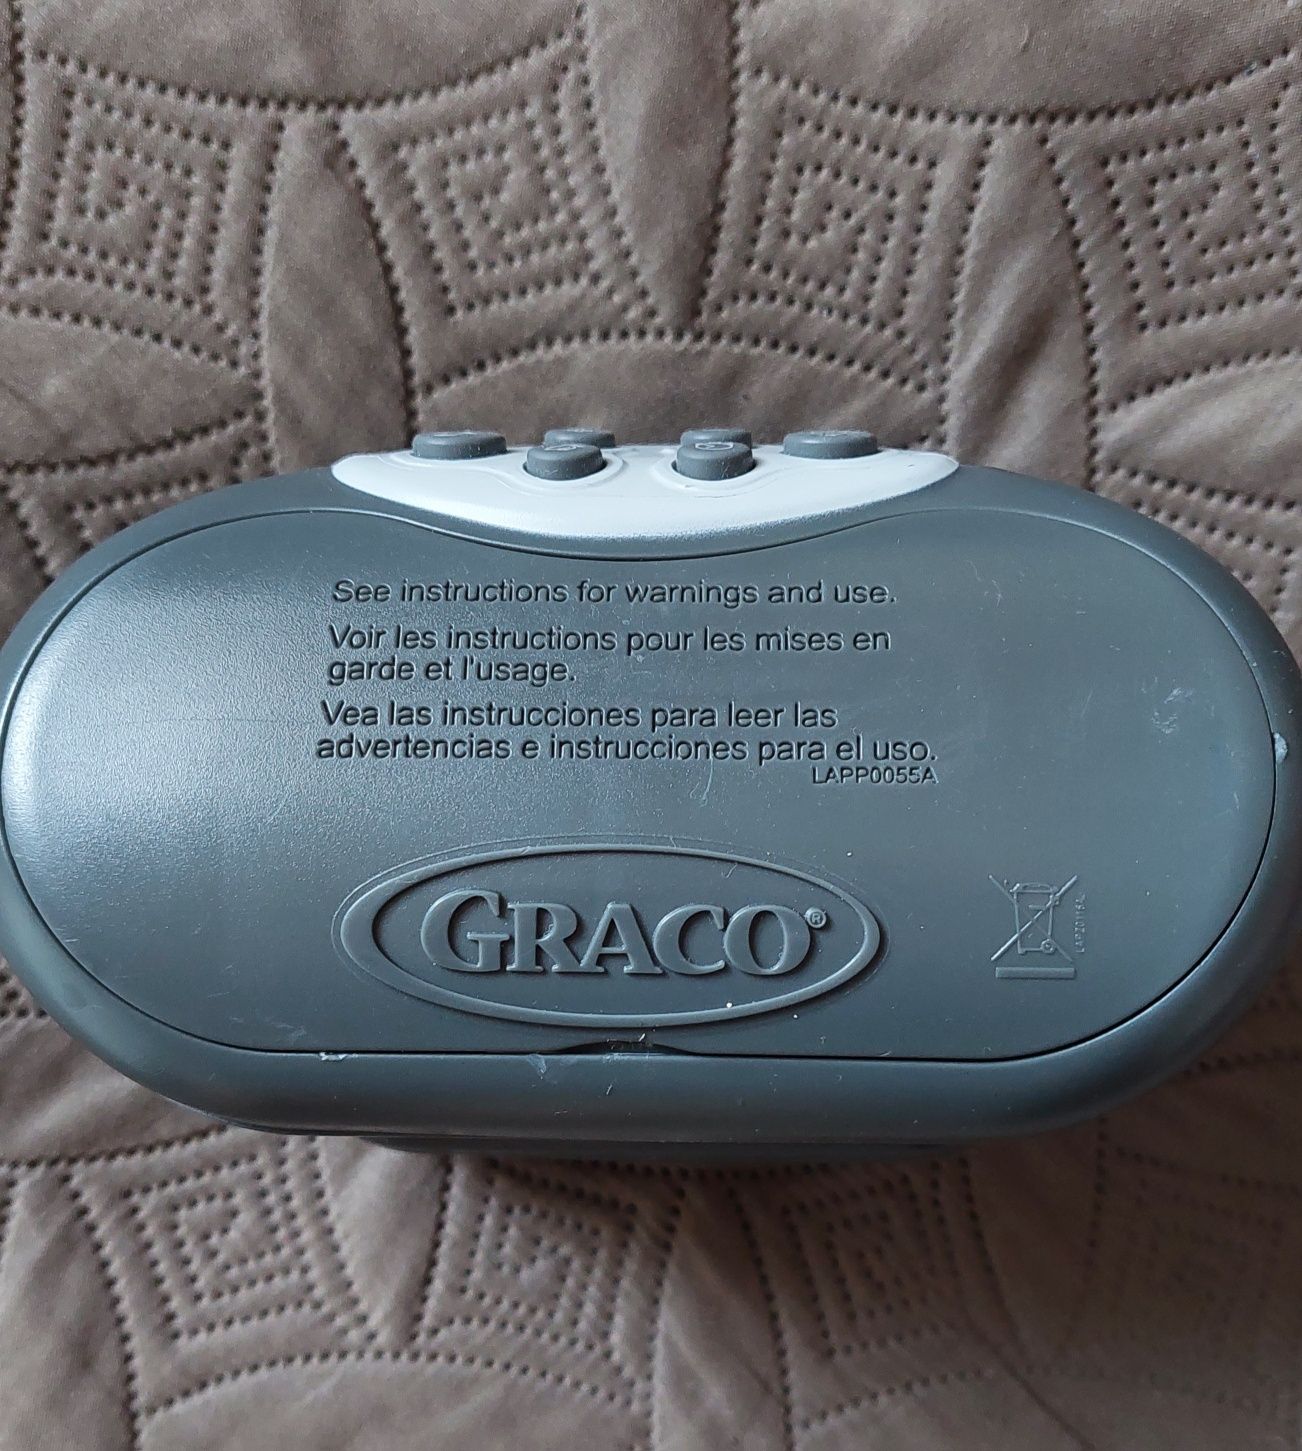 See instructions for warnings and use.
Voir les instructions pour les mises en
garde et l'usage.
Vea las instrucciones para leer las
advertencias e instrucciones para el uso.
LAPP0055A
GRACO®